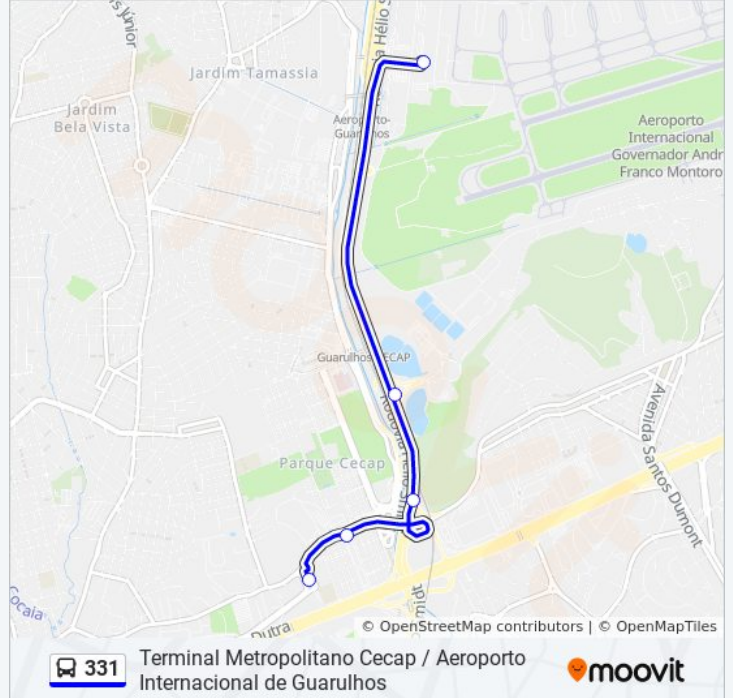 s Júnior
Jardim Tamassia
Jardim
Bela Vista
Aeroporto-
Guarulhos
Aeroporto
Internacional
Governador Andr
Franco Montoro
Guarulhos CECAP
Parque Cecap
Avenida Santos Dumont
Cocaia
Dutra
© OpenStreetMap contributors | © OpenMapTiles
331
Terminal Metropolitano Cecap / Aeroporto
Internacional de Guarulhos
moovit